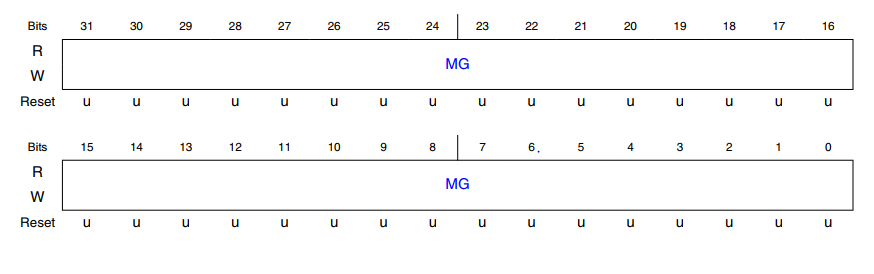 Bits 31 30 29 28 27 26 25 24 23 22 21 20 19 18 17 16
R
MG
W
Reset u u u u u u u u u u u u u u u u
Bits 15 14 13 12 11 10 9 8 7 6. 5 4 3 2 1 0
R
MG
W
Reset u u u u u u u u u u u u u u u u